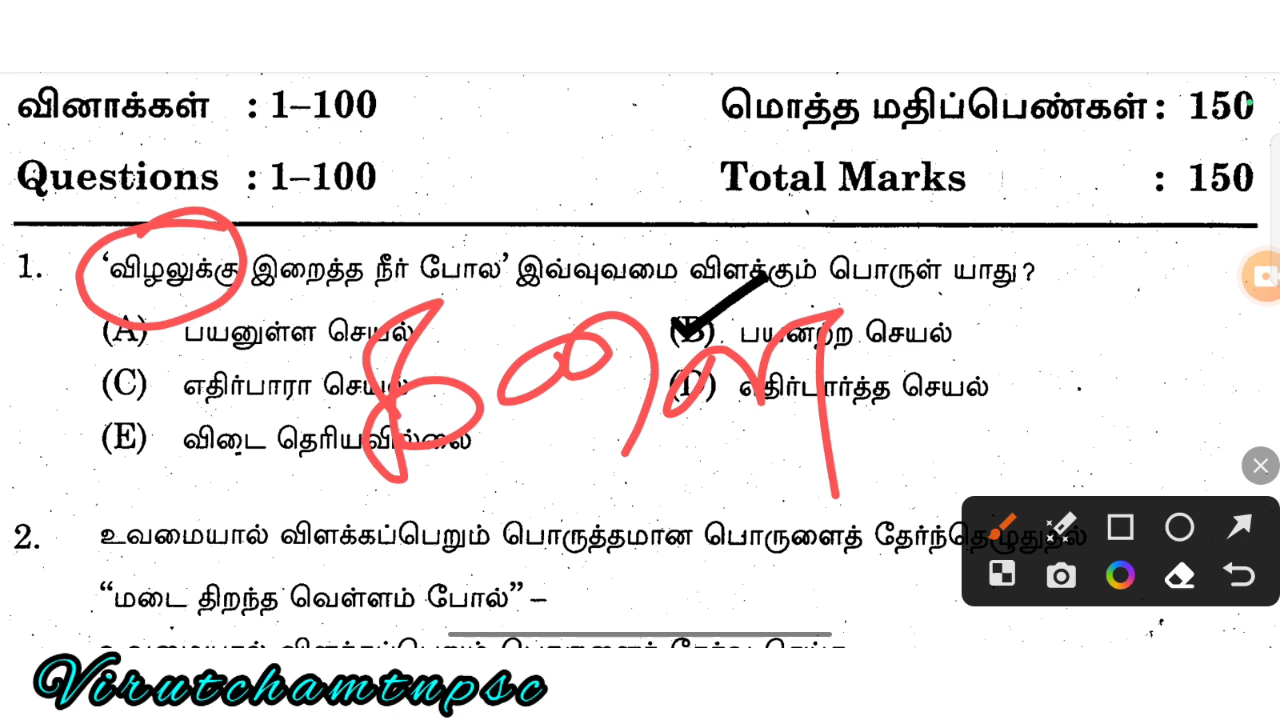 வினாக்கள் : 1–100 மொத்த மதிப்பெண்கள் : 150
Questions : 1–100 Total Marks : 150
1. ‘விழலுக்கு இறைத்த நீர் போல’ இவ்வுவமை விளக்கும் பொருள் யாது?
(A) பயனுள்ள செயல் (B) பயனற்ற செயல்
(C) எதிர்பாரா செயல் (D) எதிர்பார்த்த செயல்
(E) விடை தெரியவில்லை
2. உவமையால் விளக்கப்பெறும் பொருத்தமான பொருளைத் தேர்ந்தெழுதுதல்
“மடை திறந்த வெள்ளம் போல்” –
Virutchamtnpsc